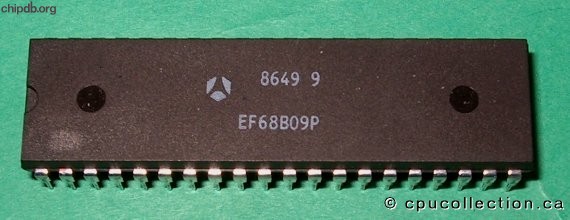 chipdb.org
8649 9
EF68B09P
© cpucollection.ca